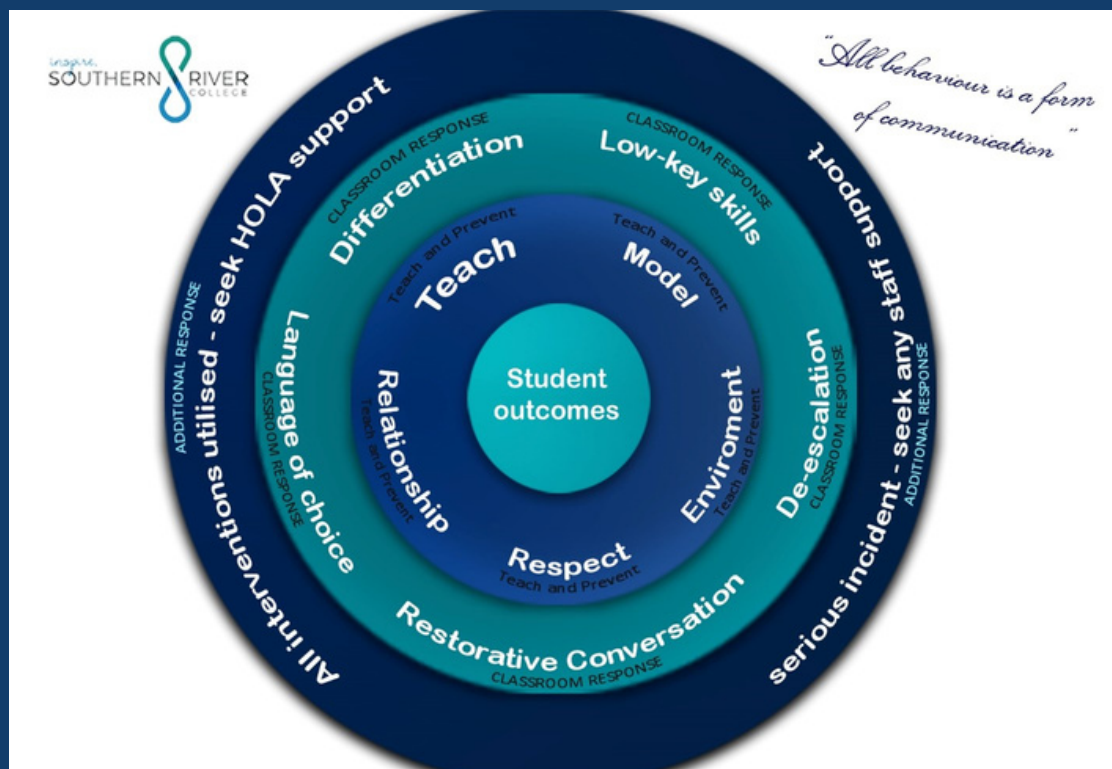 inspire.
SOUTHERN RIVER
COLLEGE
"All behaviour is a form
of communication"
ADDITIONAL RESPONSE
All interventions utilised - seek HOLA support
serious incident - seek any staff support
ADDITIONAL RESPONSE
CLASSROOM RESPONSE
Differentiation
CLASSROOM RESPONSE
Low-key skills
De-escalation
CLASSROOM RESPONSE
Restorative Conversation
CLASSROOM RESPONSE
Language of choice
CLASSROOM RESPONSE
Teach and Prevent
Teach
Teach and Prevent
Model
Enviroment
Teach and Prevent
Respect
Teach and Prevent
Relationship
Teach and Prevent
Student
outcomes